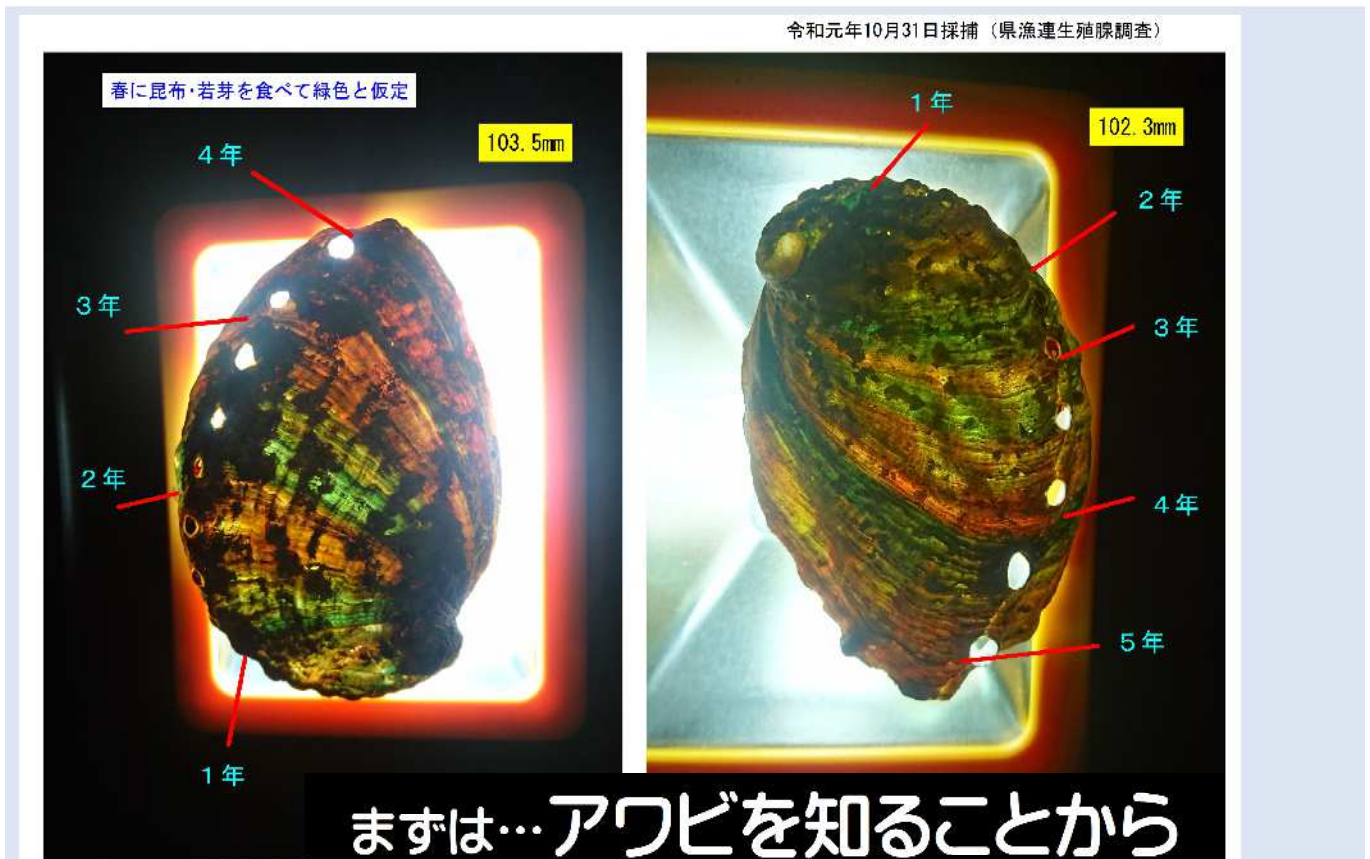 令和元年10月31日採捕（県漁連生殖腺調査）
春に昆布・若芽を食べて緑色と仮定
103.5mm
4年
3年
2年
1年
102.3mm
1年
2年
3年
4年
5年
まずは…アワビを知ることから